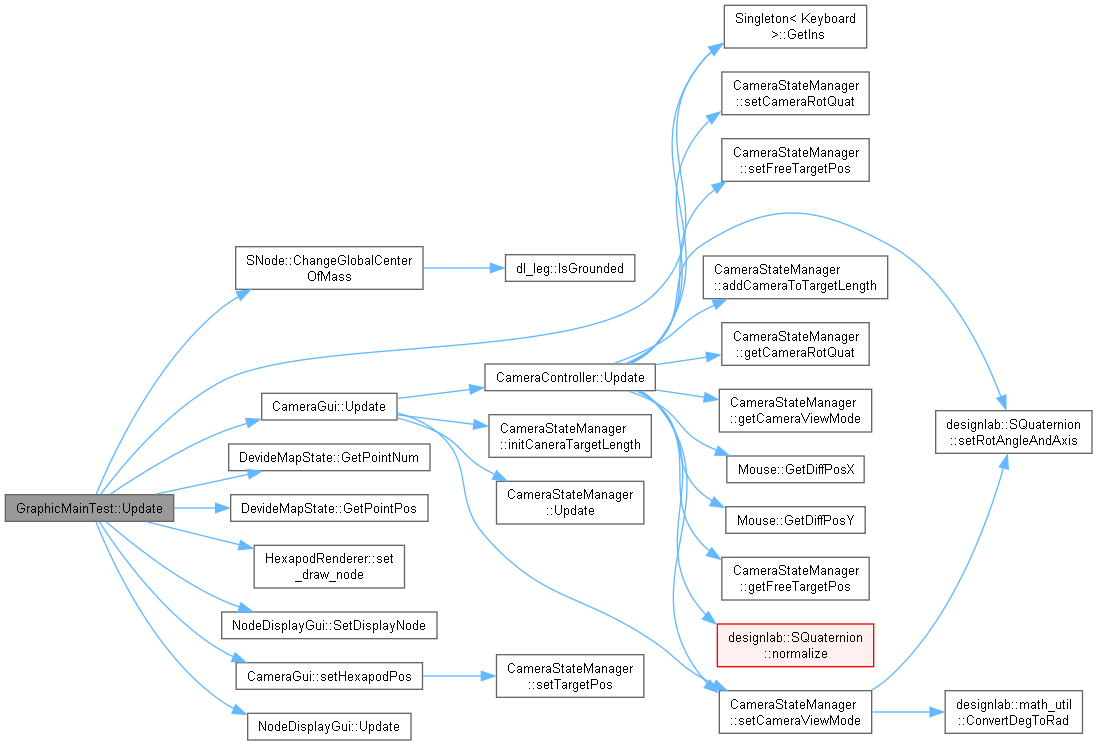 GraphicMainTest::Update
SNode::ChangeGlobalCenter
OfMass
dl_leg::IsGrounded
CameraGui::Update
DevideMapState::GetPointNum
DevideMapState::GetPointPos
HexapodRenderer::set
_draw_node
NodeDisplayGui::SetDisplayNode
CameraGui::setHexapodPos
NodeDisplayGui::Update
CameraController::Update
CameraStateManager
::initCaneraTargetLength
CameraStateManager
::Update
CameraStateManager
::setTargetPos
Singleton< Keyboard
>::GetIns
CameraStateManager
::setCameraRotQuat
CameraStateManager
::setFreeTargetPos
CameraStateManager
::addCameraToTargetLength
CameraStateManager
::getCameraRotQuat
CameraStateManager
::getCameraViewMode
Mouse::GetDiffPosX
Mouse::GetDiffPosY
CameraStateManager
::getFreeTargetPos
designlab::SQuaternion
::normalize
CameraStateManager
::setCameraViewMode
designlab::SQuaternion
::setRotAngleAndAxis
designlab::math_util
::ConvertDegToRad